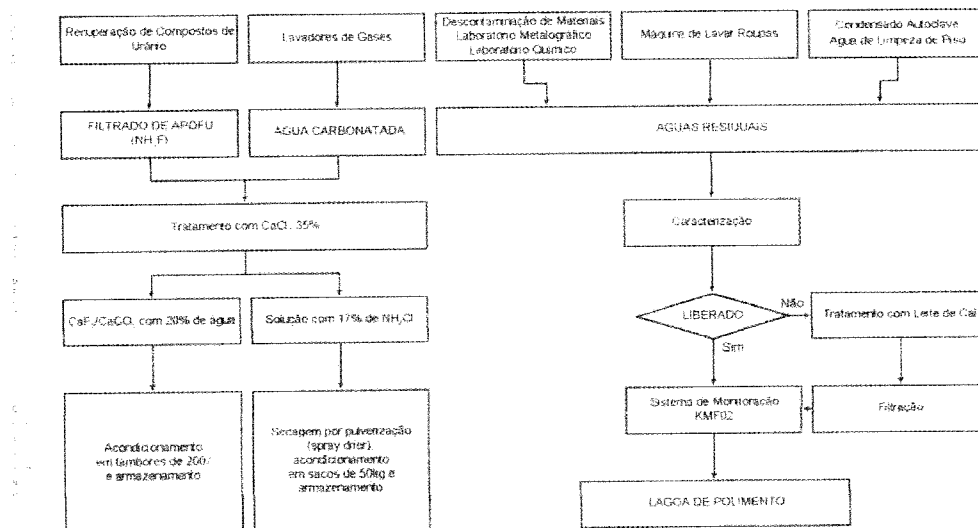 Recuperação de Compostos de
Urânio
Lavadores de Gases
Descontaminação de Materiais
Laboratório Metalográfico
Laboratório Químico
Máquina de Lavar Roupas
Condensado Autoclave
Agua de Limpeza de Piso
FILTRADO DE APOFU
(NH₄F)
AGUA CARBONATADA
AGUAS RESIDUAIS
Tratamento com CaCl₂ 35%
Caracterização
CaF₂/CaCO₃ com 20% de água
Solução com 17% de NH₄Cl
LIBERADO
Não
Sim
Tratamento com Leite de Cal
Acondicionamento
em tambores de
e armazenamento
Secagem por pulverização
(spray drier),
acondicionamento
em sacos de 50kg e
armazenamento
Sistema de Monitoração
KMF02
Filtração
LAGOA DE POLIMENTO